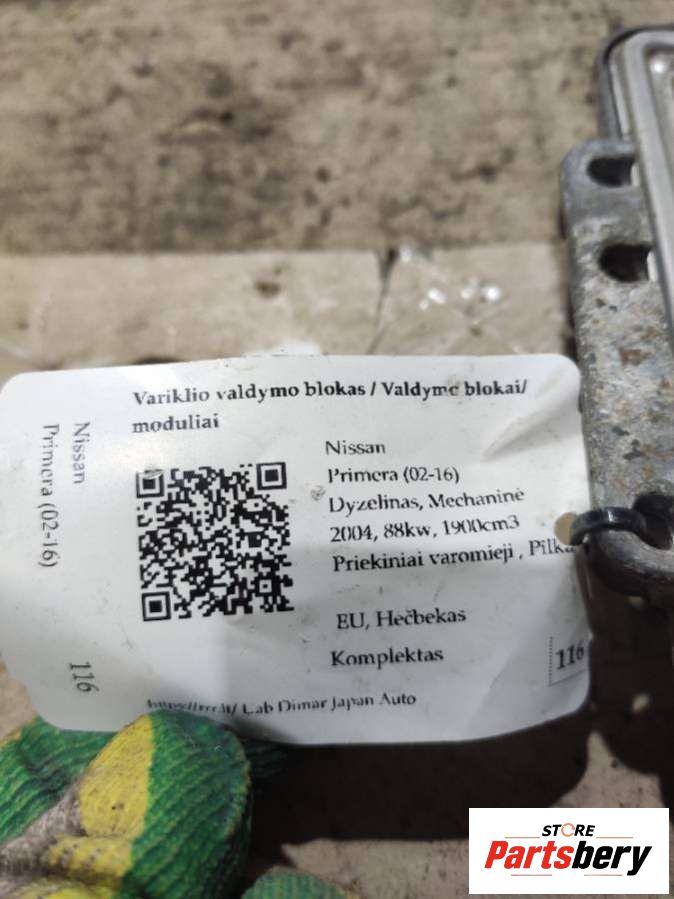 Variklio valdymo blokas / Valdymo blokai/
moduliai
Nissan
Primera (02-16)
Nissan
Primera (02-16)
Dyzelinas, Mechaninė
2004, 88kw, 1900cm3
Priekiniai varomieji , Pilka
EU, Hečbekas
Komplektas
116
116
Uab Dimar Japan Auto
STORE
Partsbery